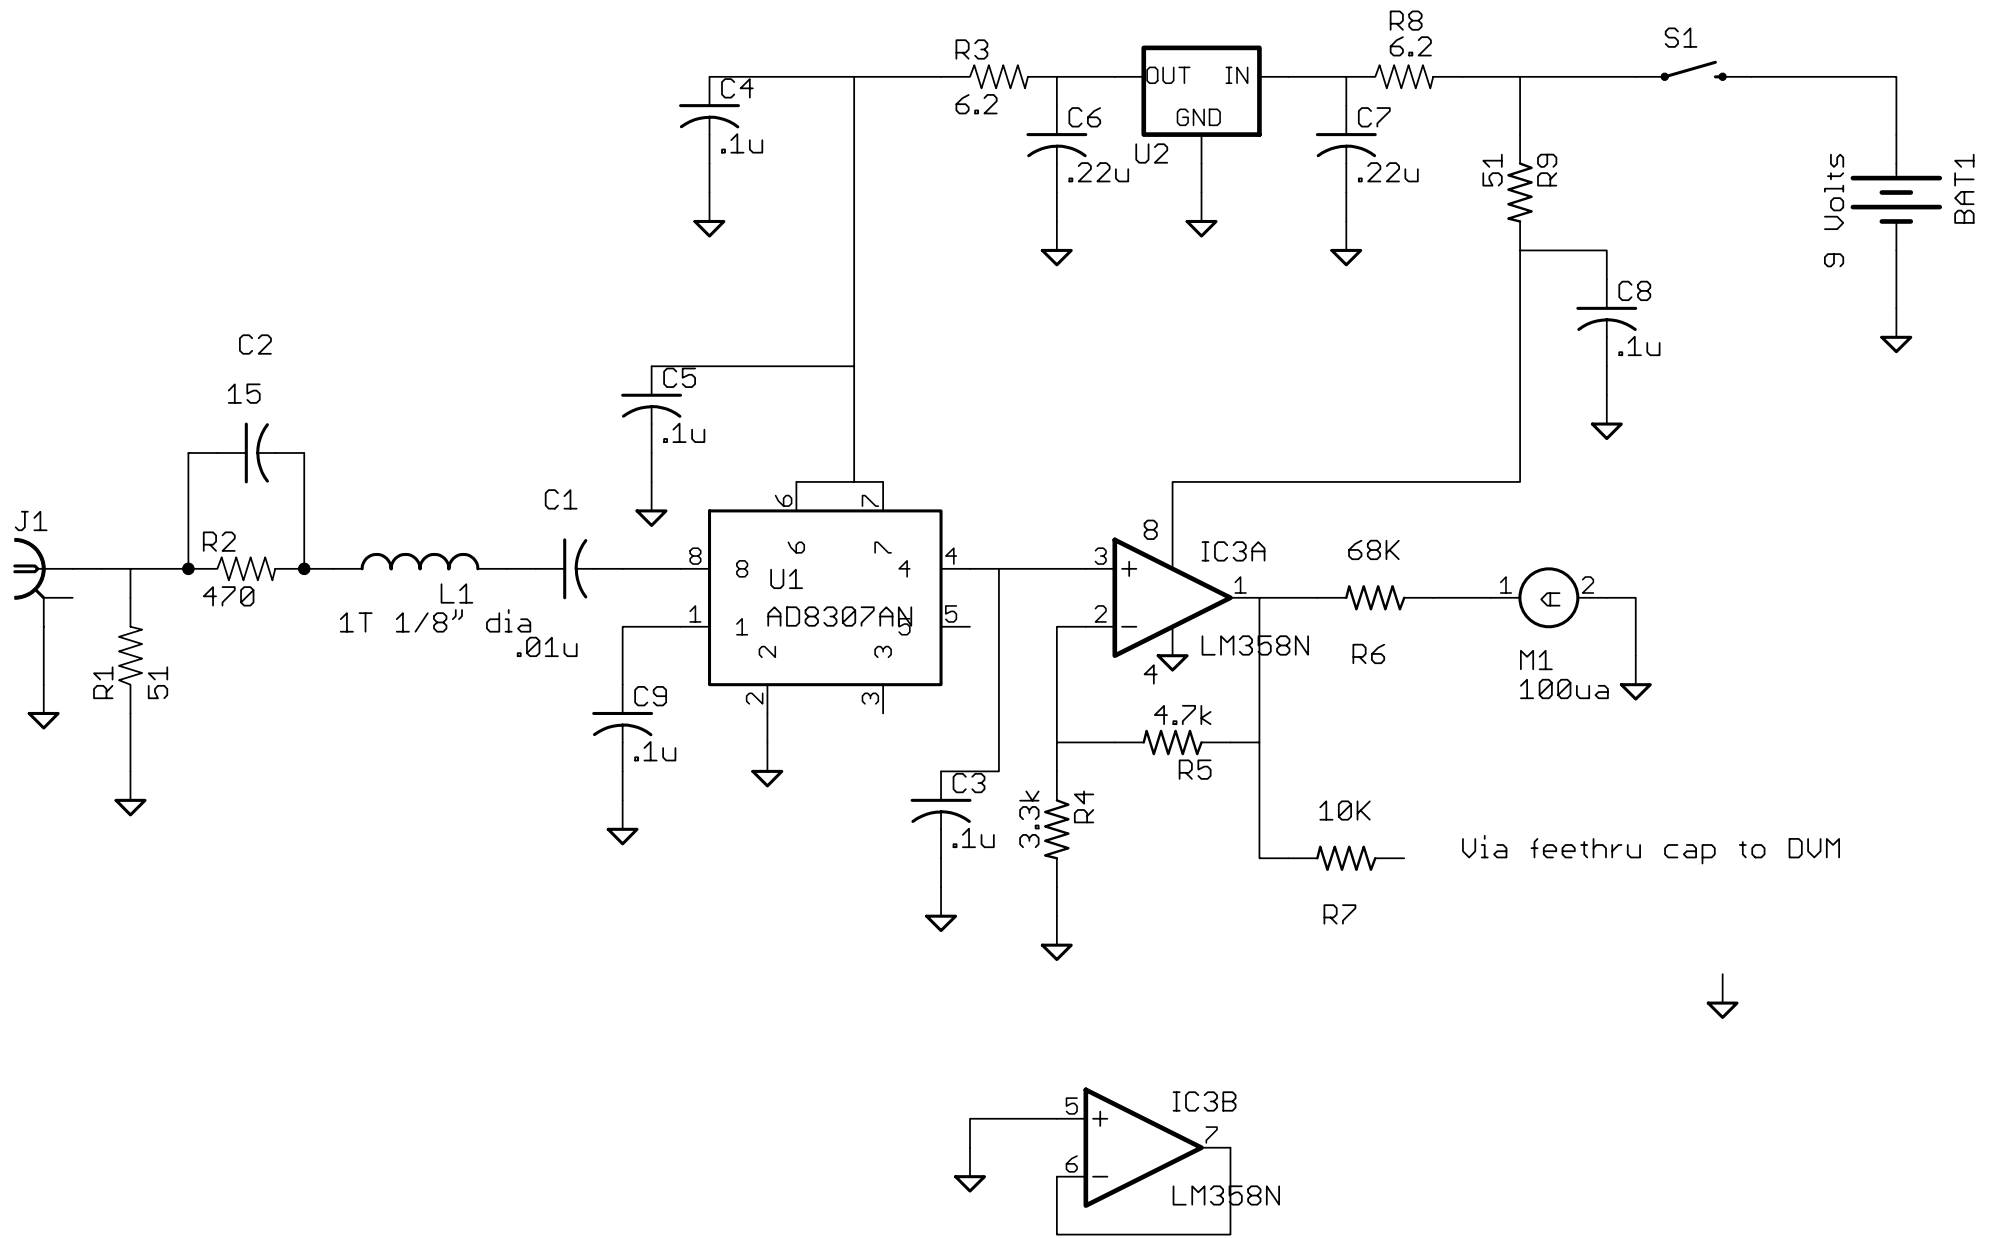 R8
6.2
S1
R3
6.2
OUT IN
GND
U2
C4
.1u
C6
.22u
C7
.22u
51
R9
9 Volts
BAT1
C8
.1u
C2
15
C5
.1u
J1
R2
470
L1
1T 1/8" dia
C1
.01u
R1
51
6
7
8
1
2
3
4
5
6
7
8
1
2
3
4
5
U1
AD8307AN
C9
.1u
C3
.1u
8
3
+
2
-
4
1
IC3A
LM358N
68K
R6
1
A
2
M1
100ua
4.7k
R5
3.3k
R4
10K
R7
Via feethru cap to DVM
5
+
6
-
7
IC3B
LM358N